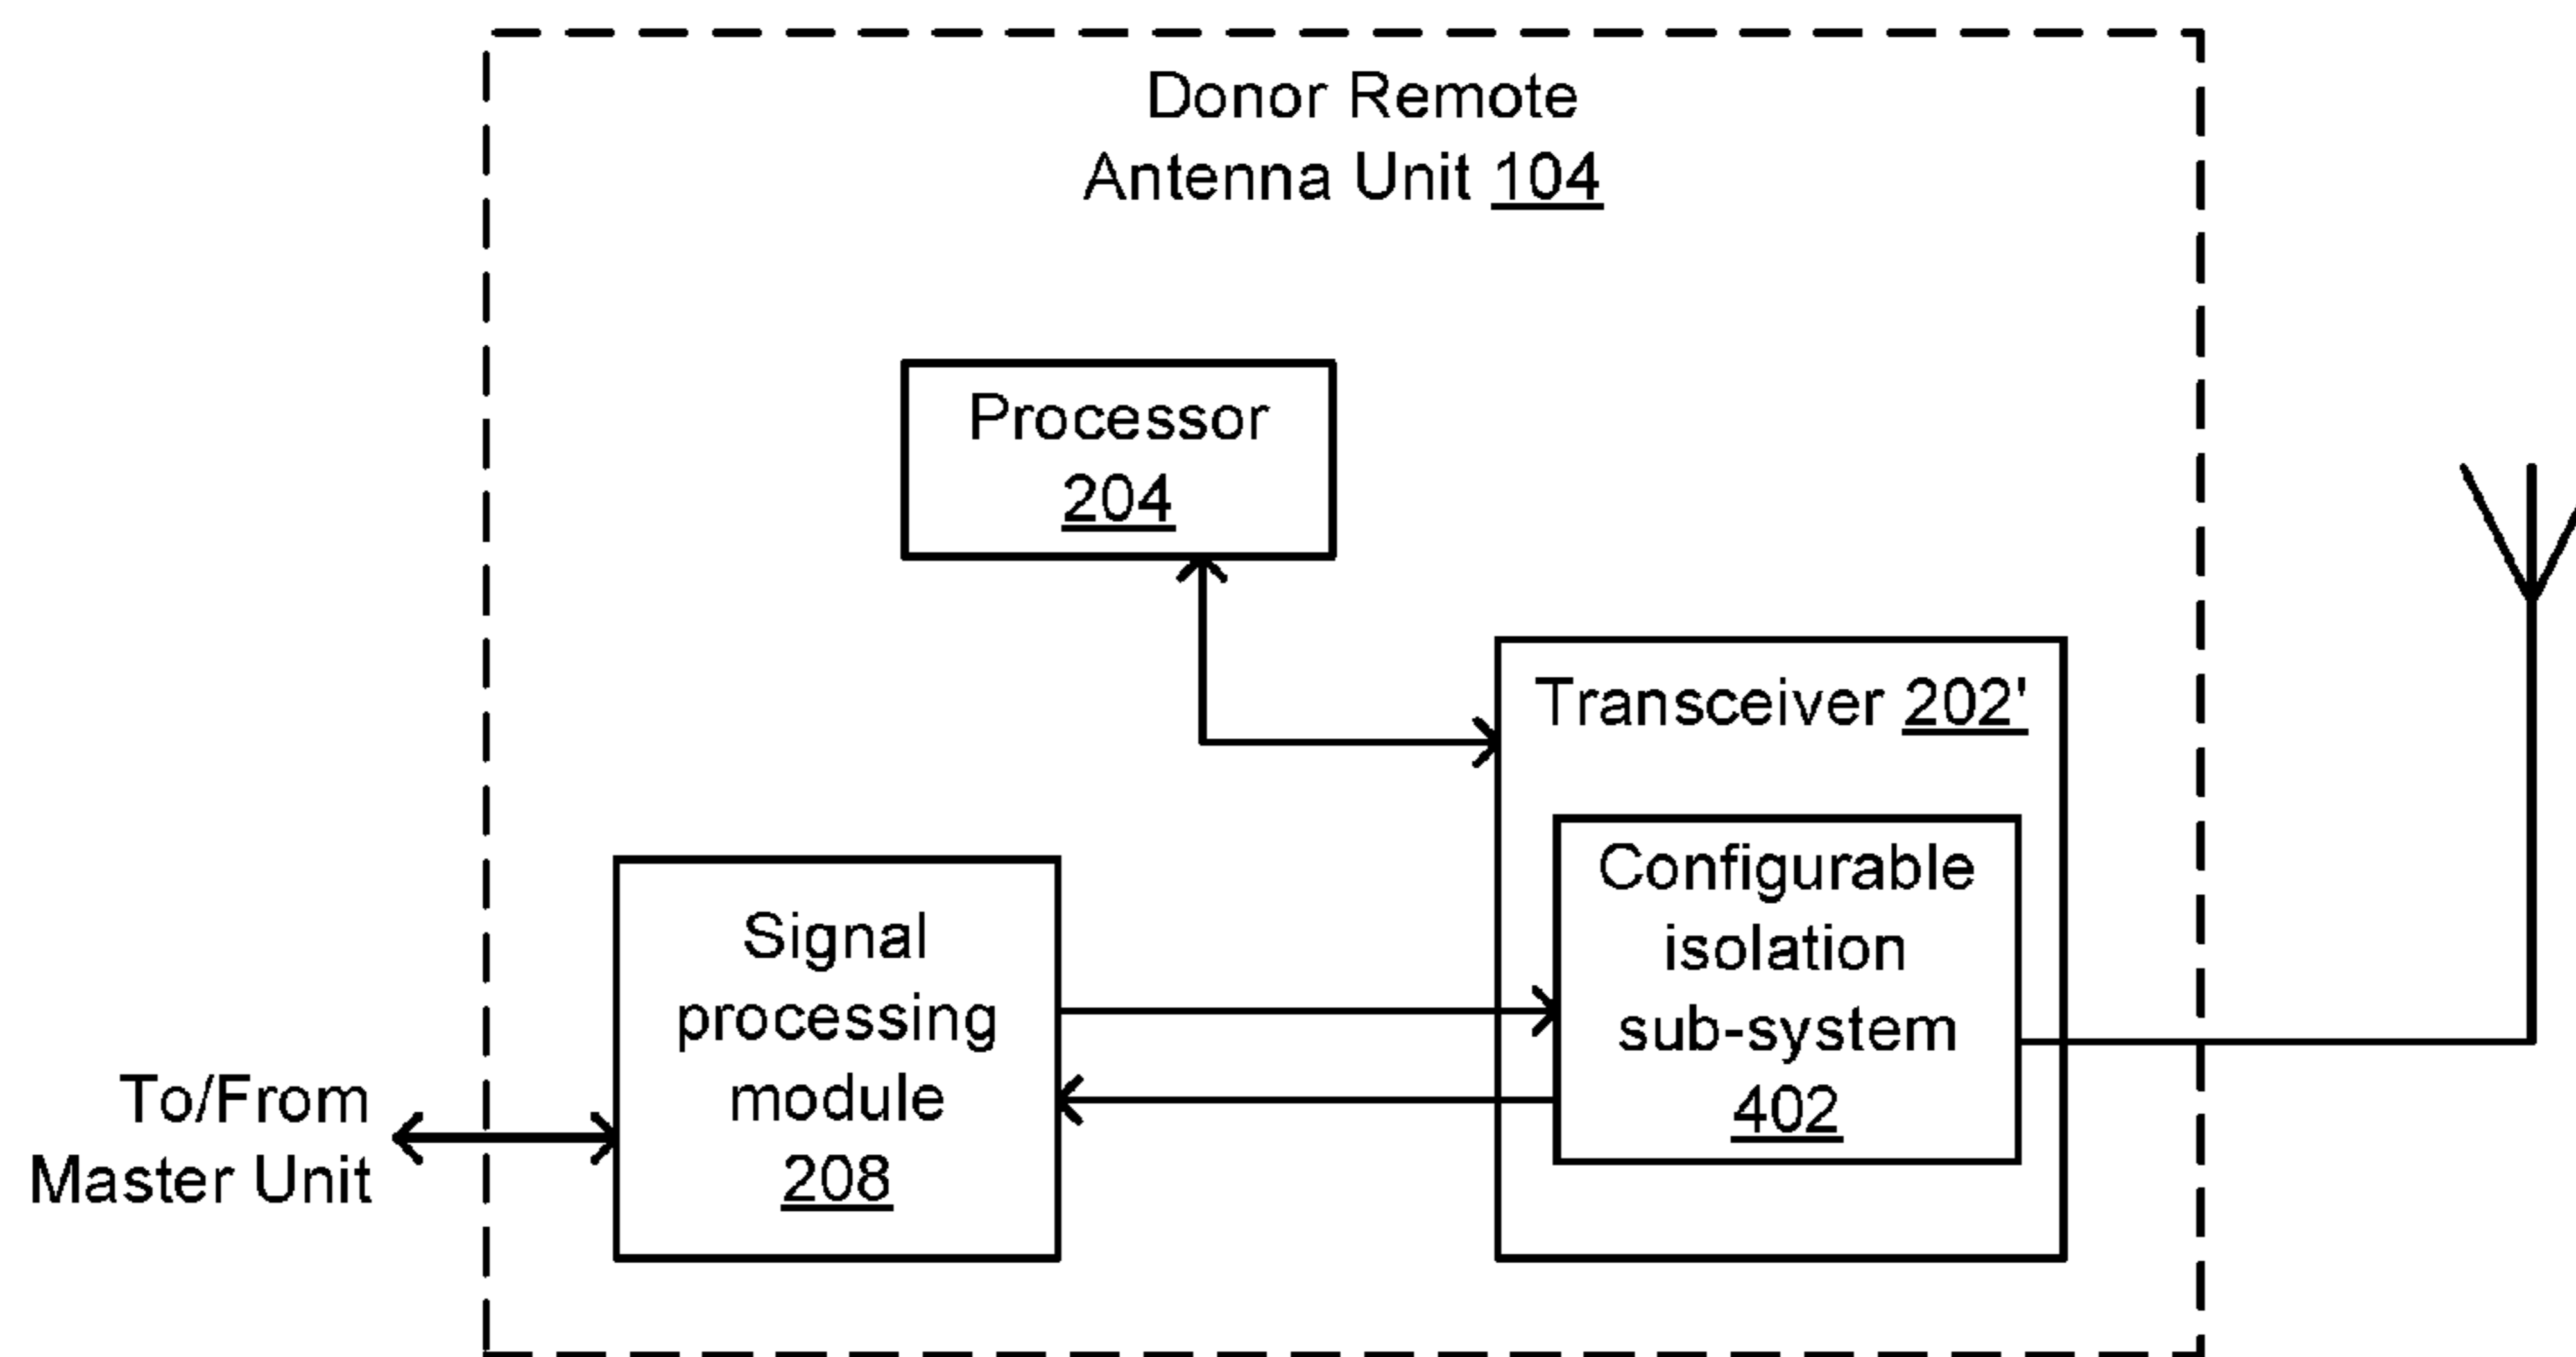 Donor Remote
Antenna Unit 104
Processor
204
Transceiver 202'
Configurable
isolation
sub-system
402
Signal
processing
module
208
To/From
Master Unit